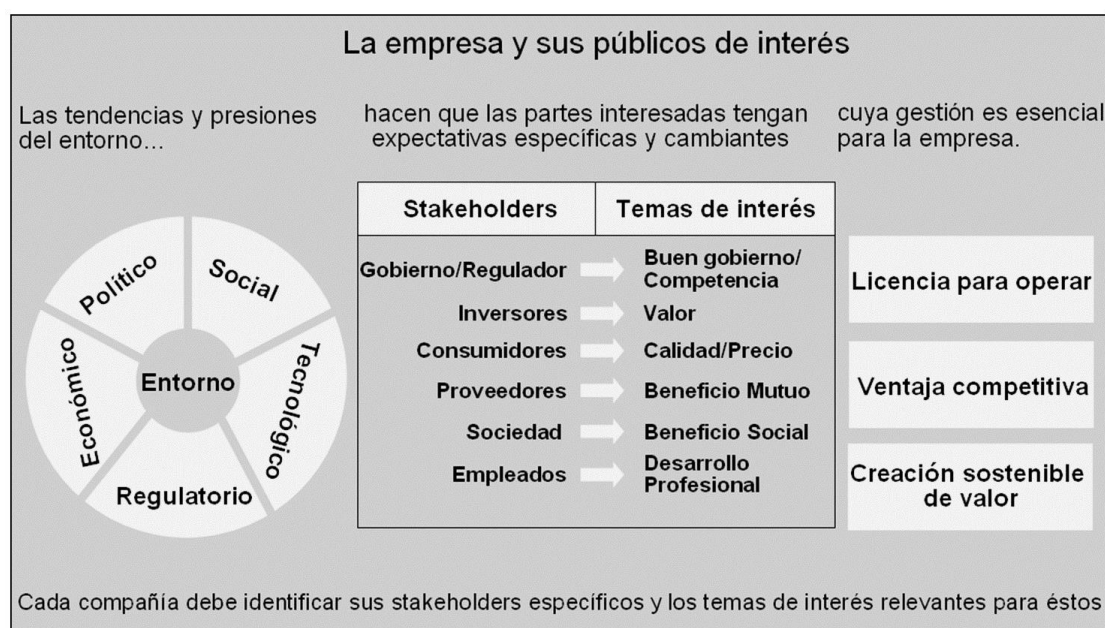 La empresa y sus públicos de interés
Las tendencias y presiones
del entorno...
hacen que las partes interesadas tengan
expectativas específicas y cambiantes
cuya gestión es esencial
para la empresa.
Político
Social
Económico
Entorno
Tecnológico
Regulatorio
Stakeholders
Temas de interés
Gobierno/Regulador
Buen gobierno/
Competencia
Inversores
Valor
Consumidores
Calidad/Precio
Proveedores
Beneficio Mutuo
Sociedad
Beneficio Social
Empleados
Desarrollo
Profesional
Licencia para operar
Ventaja competitiva
Creación sostenible
de valor
Cada compañía debe identificar sus stakeholders específicos y los temas de interés relevantes para éstos